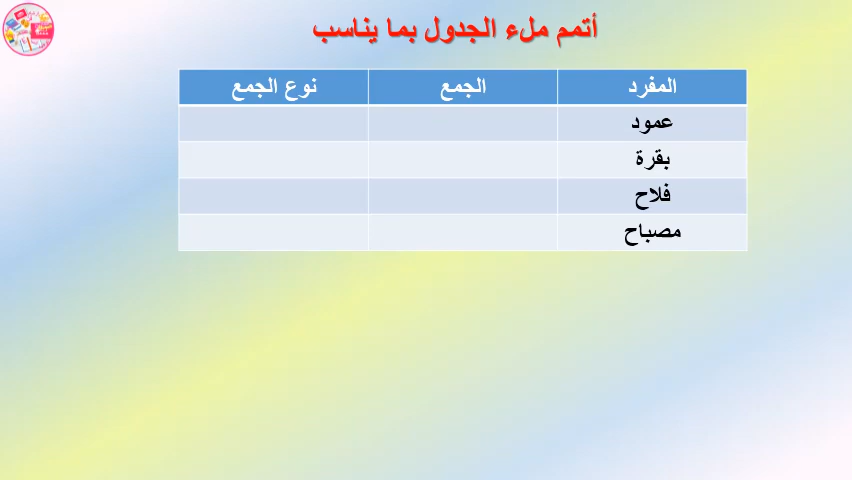 أتمم ملء الجدول بما يناسب
المفرد الجمع نوع الجمع
عمود
بقرة
فلاح
مصباح